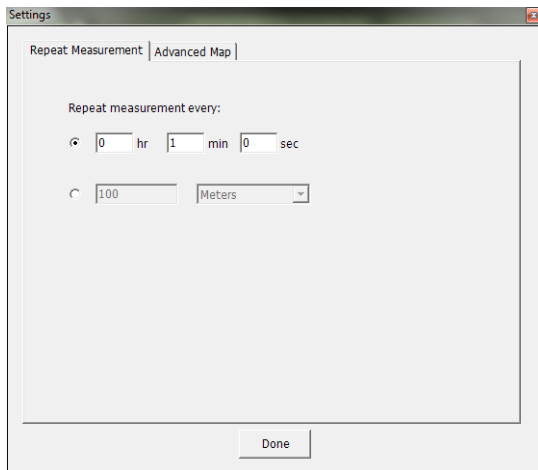 Settings
Repeat Measurement Advanced Map
Repeat measurement every:
0 hr 1 min 0 sec
100 Meters
Done